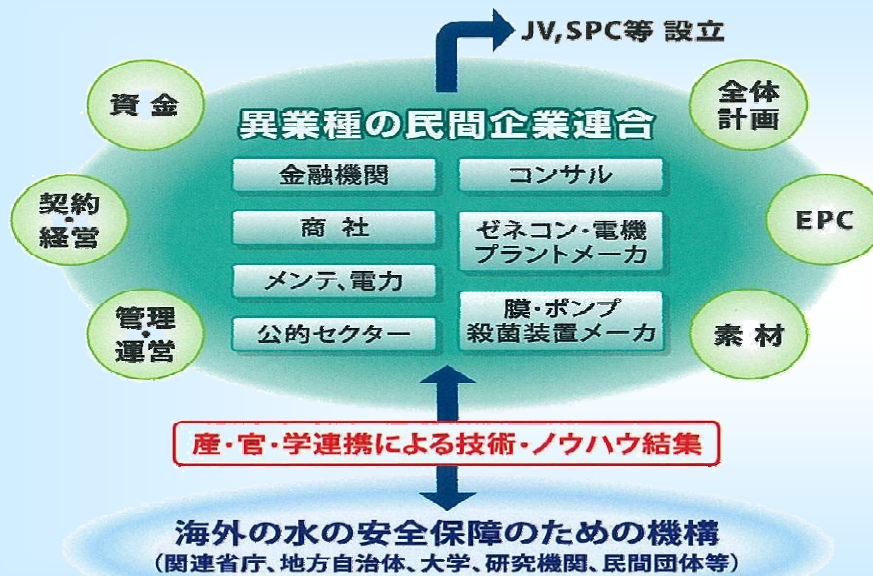 JV,SPC等 設立
資 金
全体
計画
異業種の民間企業連合
金融機関
コンサル
契約
・
経営
商 社
ゼネコン・電機
プラントメーカ
EPC
メンテ、電力
管理
・
運営
公的セクター
膜・ポンプ
殺菌装置メーカ
素 材
産・官・学連携による技術・ノウハウ結集
海外の水の安全保障のための機構
(関連省庁、地方自治体、大学、研究機関、民間団体等)